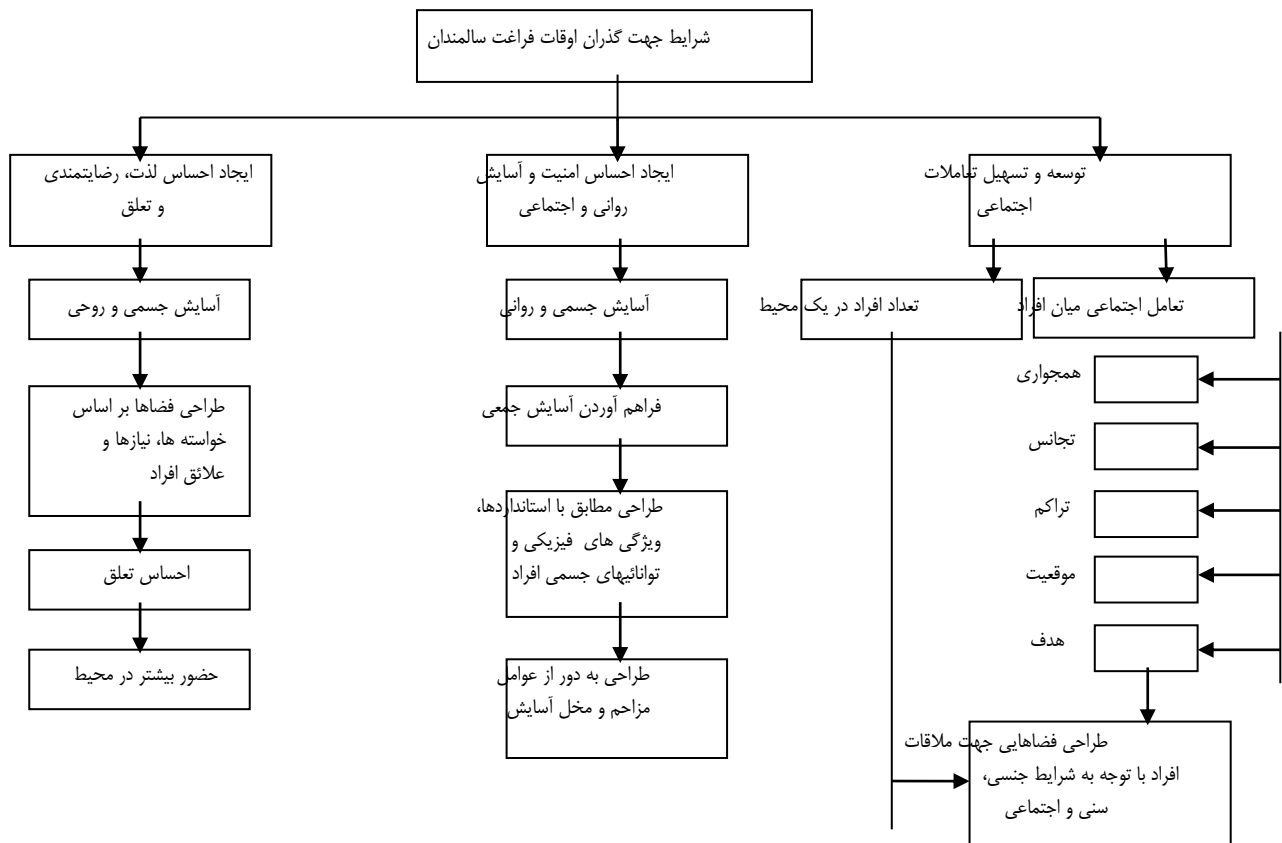 شرایط جهت گذران اوقات فراغت سالمندان
توسعه و تسهیل تعاملات
اجتماعی
ایجاد احساس امنیت و آسایش
روانی و اجتماعی
ایجاد احساس لذت، رضایتمندی
و تعلق
تعامل اجتماعی میان افراد
تعداد افراد در یک محیط
آسایش جسمی و روانی
آسایش جسمی و روحی
همجواری
تجانس
تراکم
موقعیت
هدف
طراحی فضاهایی جهت ملاقات
افراد با توجه به شرایط جنسی،
سنی و اجتماعی
فراهم آوردن آسایش جمعی
طراحی مطابق با استانداردها،
ویژگی های فیزیکی و
توانائیهای جسمی افراد
طراحی به دور از عوامل
مزاحم و مخل آسایش
طراحی فضاها بر اساس
خواسته ها، نیازها و
علائق افراد
احساس تعلق
حضور بیشتر در محیط